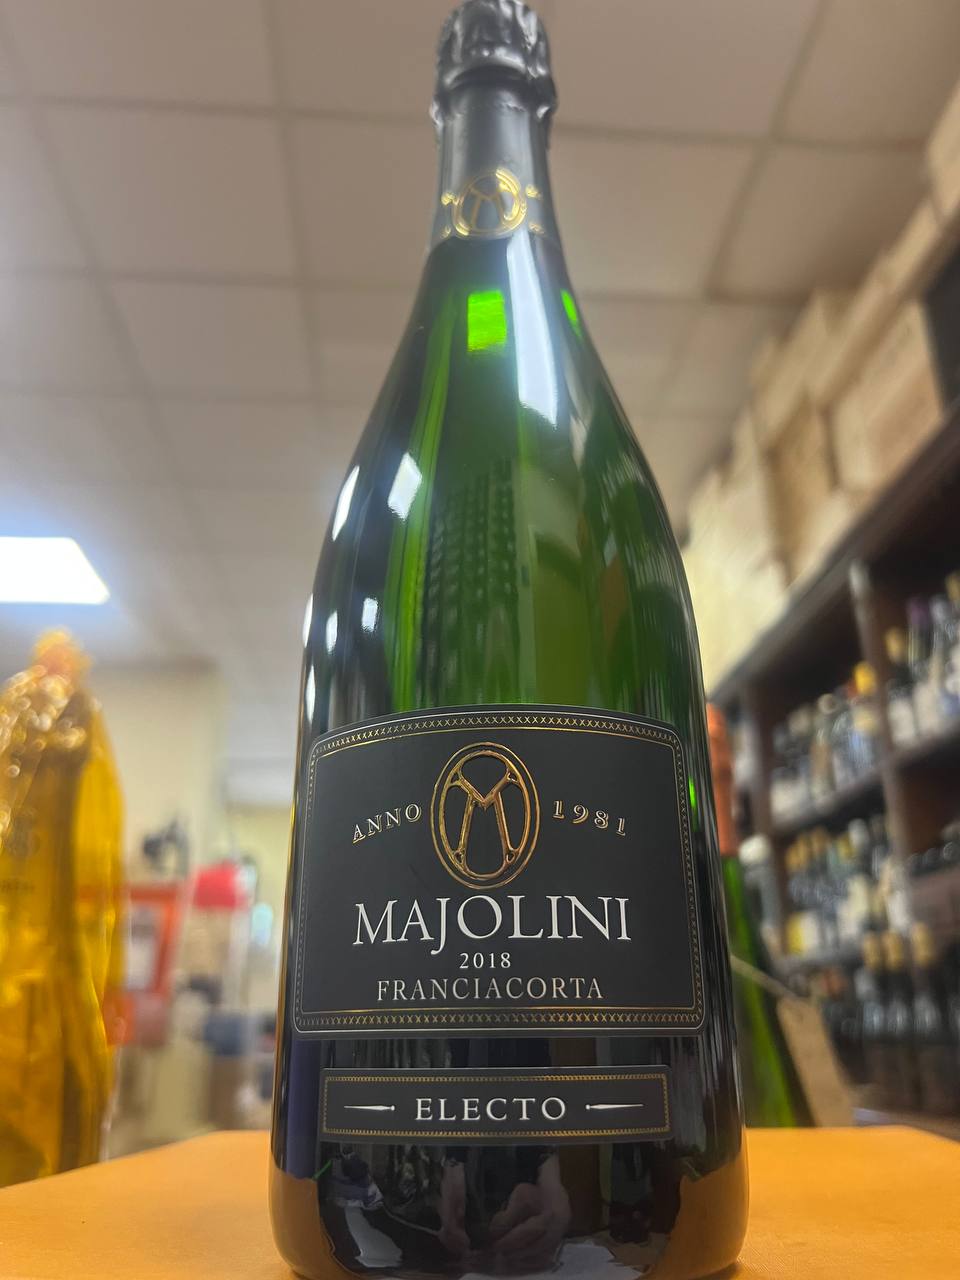 ANNO 1981
MAJOLINI
2018
FRANCIACORTA
ELECTO